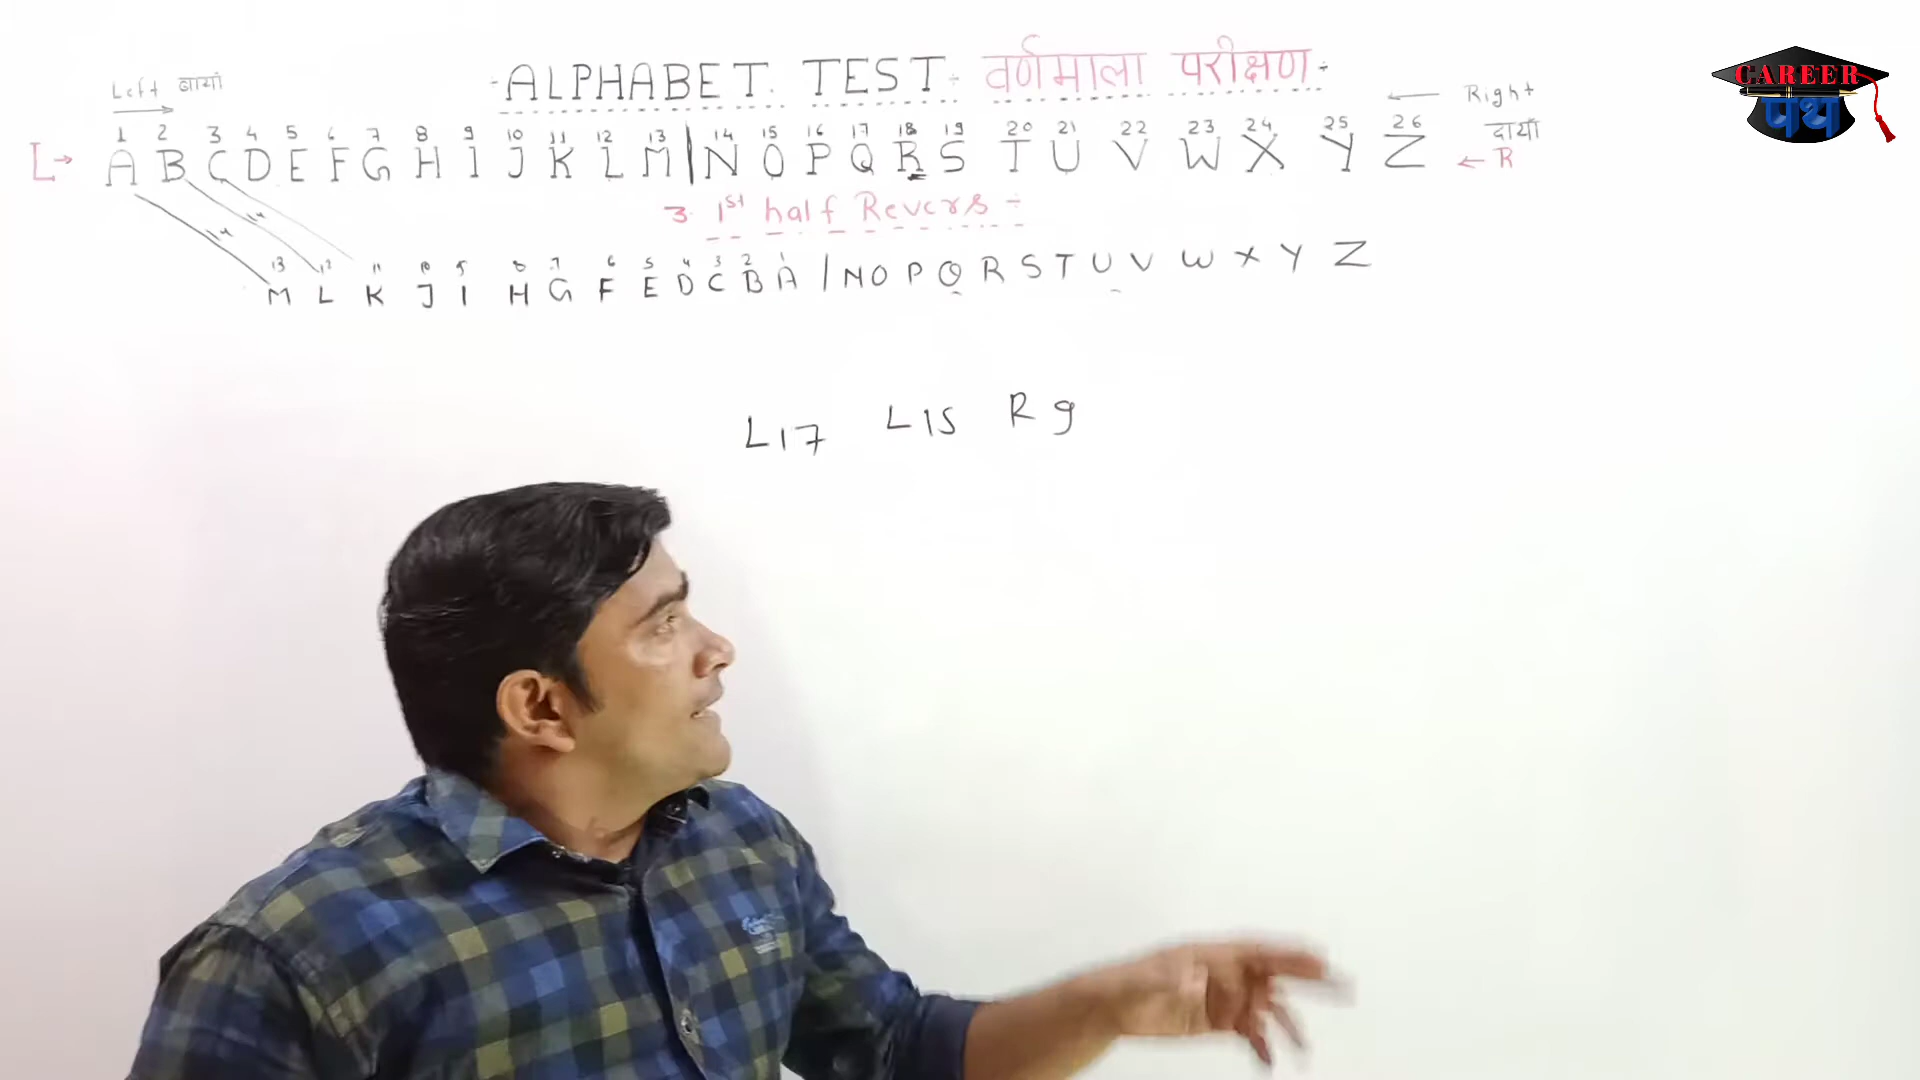 Left बायां
-ALPHABET TEST÷ वर्णमाला परीक्षण÷
← Right
दायाँ
CAREER
पथ
1 2 3 4 5 6 7 8 9 10 11 12 13 14 15 16 17 18 19 20 21 22 23 24 25 26
L→ A B C D E F G H I J K L M | N O P Q R S T U V W X Y Z ← R
3. 1st half Revers ÷
14 14
13 12 11 10 9 8 7 6 5 4 3 2 1
M L K J I H G F E D C B A / N O P Q R S T U V W X Y Z
L17 L15 R9